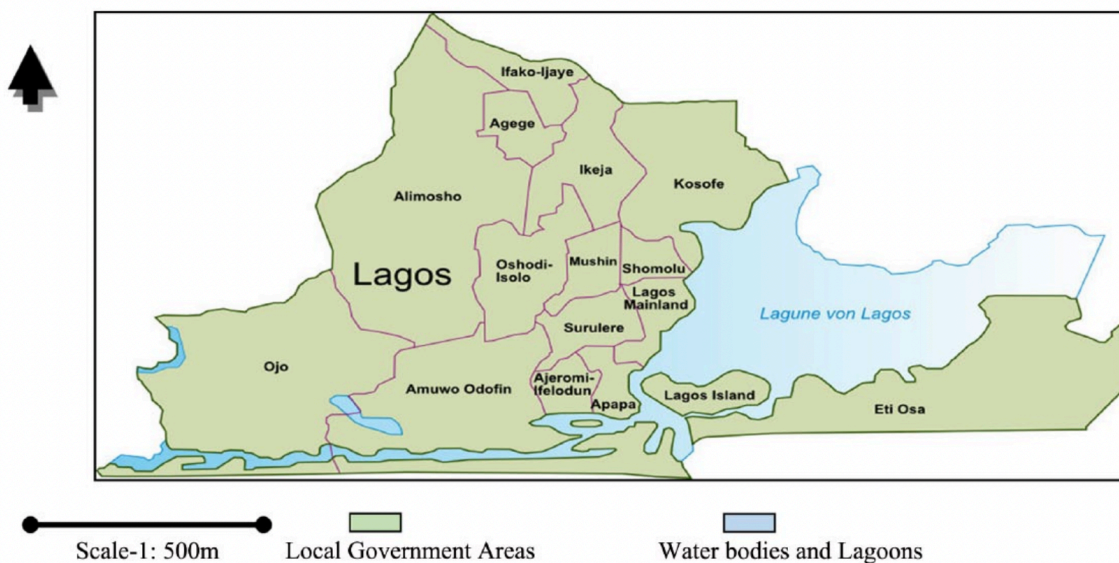 Ifako-Ijaye
Agege
Ikeja
Kosofe
Alimosho
Oshodi-
Isolo
Mushin
Shomolu
Lagos
Lagos
Mainland
Lagune von Lagos
Surulere
Ojo
Amuwo Odofin
Ajeromi-
Ifelodun
Apapa
Lagos Island
Eti Osa
Scale-1: 500m
Local Government Areas
Water bodies and Lagoons